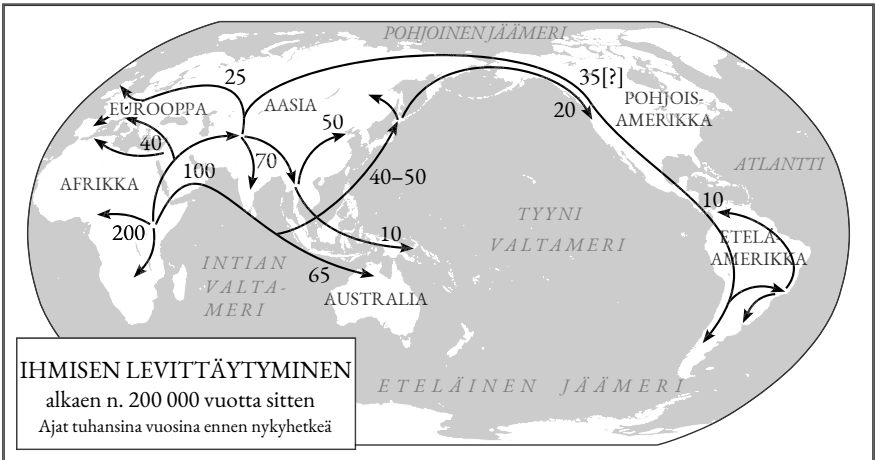 POHJOINEN JÄÄMERI
25
35[?]
EUROOPPA
AASIA
20
POHJOIS-
AMERIKKA
50
40
70
100
40–50
ATLANTTI
AFRIKKA
10
200
10
TYYNI
VALTAMERI
ETELÄ-
AMERIKKA
INTIAN
VALTA-
MERI
65
AUSTRALIA
IHMISEN LEVITTÄYTYMINEN
alkaen n. 200 000 vuotta sitten
Ajat tuhansina vuosina ennen nykyhetkeä
ETELÄINEN JÄÄMERI